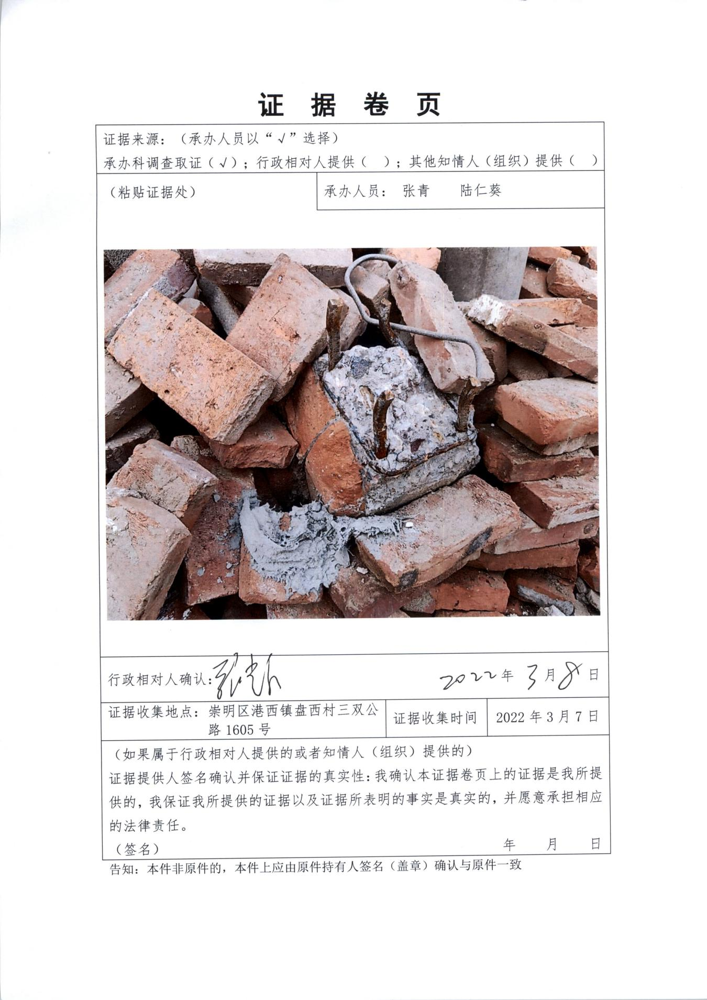 证据卷页
证据来源：（承办人员以“√”选择）
承办科调查取证（√）；行政相对人提供（ ）；其他知情人（组织）提供（ ）
（粘贴证据处）
承办人员： 张青 陆仁葵
行政相对人确认： 2022年3月8日
证据收集地点：崇明区港西镇盘西村三双公
路1605号
证据收集时间
2022年3月7日
（如果属于行政相对人提供的或者知情人（组织）提供的）
证据提供人签名确认并保证证据的真实性：我确认本证据卷页上的证据是我所提
供的，我保证我所提供的证据以及证据所表明的事实是真实的，并愿意承担相应
的法律责任。
（签名） 年 月 日
告知：本件非原件的，本件上应由原件持有人签名（盖章）确认与原件一致